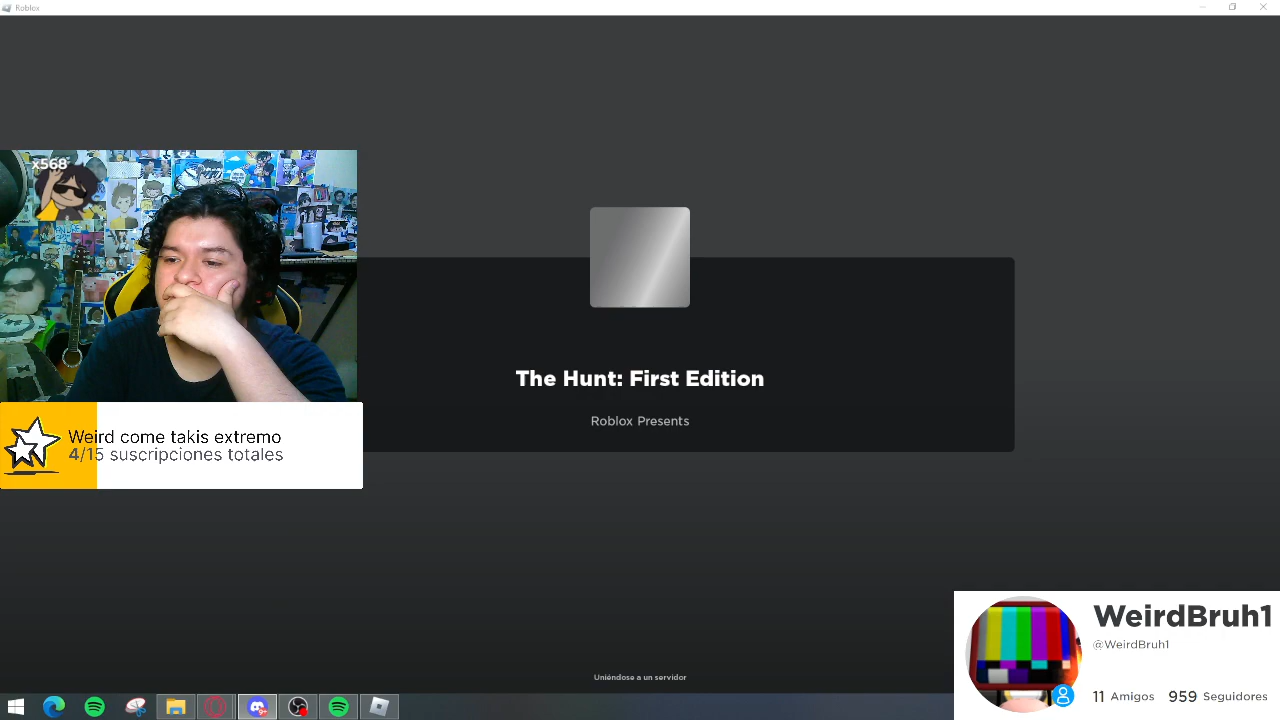 Roblox
x568
The Hunt: First Edition
Roblox Presents
Weird come takis extremo
4/15 suscripciones totales
Uniéndose a un servidor
WeirdBruh1
@WeirdBruh1
11 Amigos 959 Seguidores